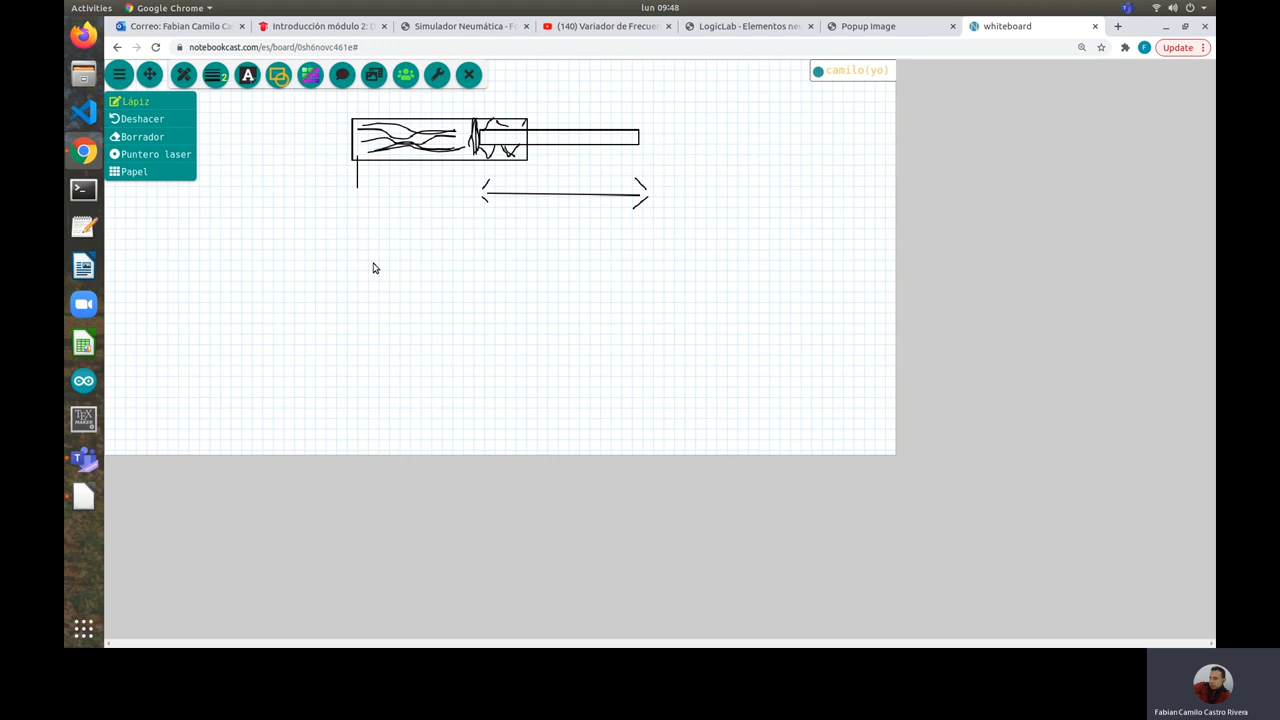 Activities
Google Chrome
lun 09:48
Correo: Fabian Camilo Ca
Introducción módulo 2: D
Simulador Neumática - Fe
(140) Variador de Frecue
LogicLab - Elementos ne
Popup Image
whiteboard
notebookcast.com/es/board/0sh6novc461e#
F
Update
2
A
camilo(yo)
Lápiz
Deshacer
Borrador
Puntero laser
Papel
Fabian Camilo Castro Rivera